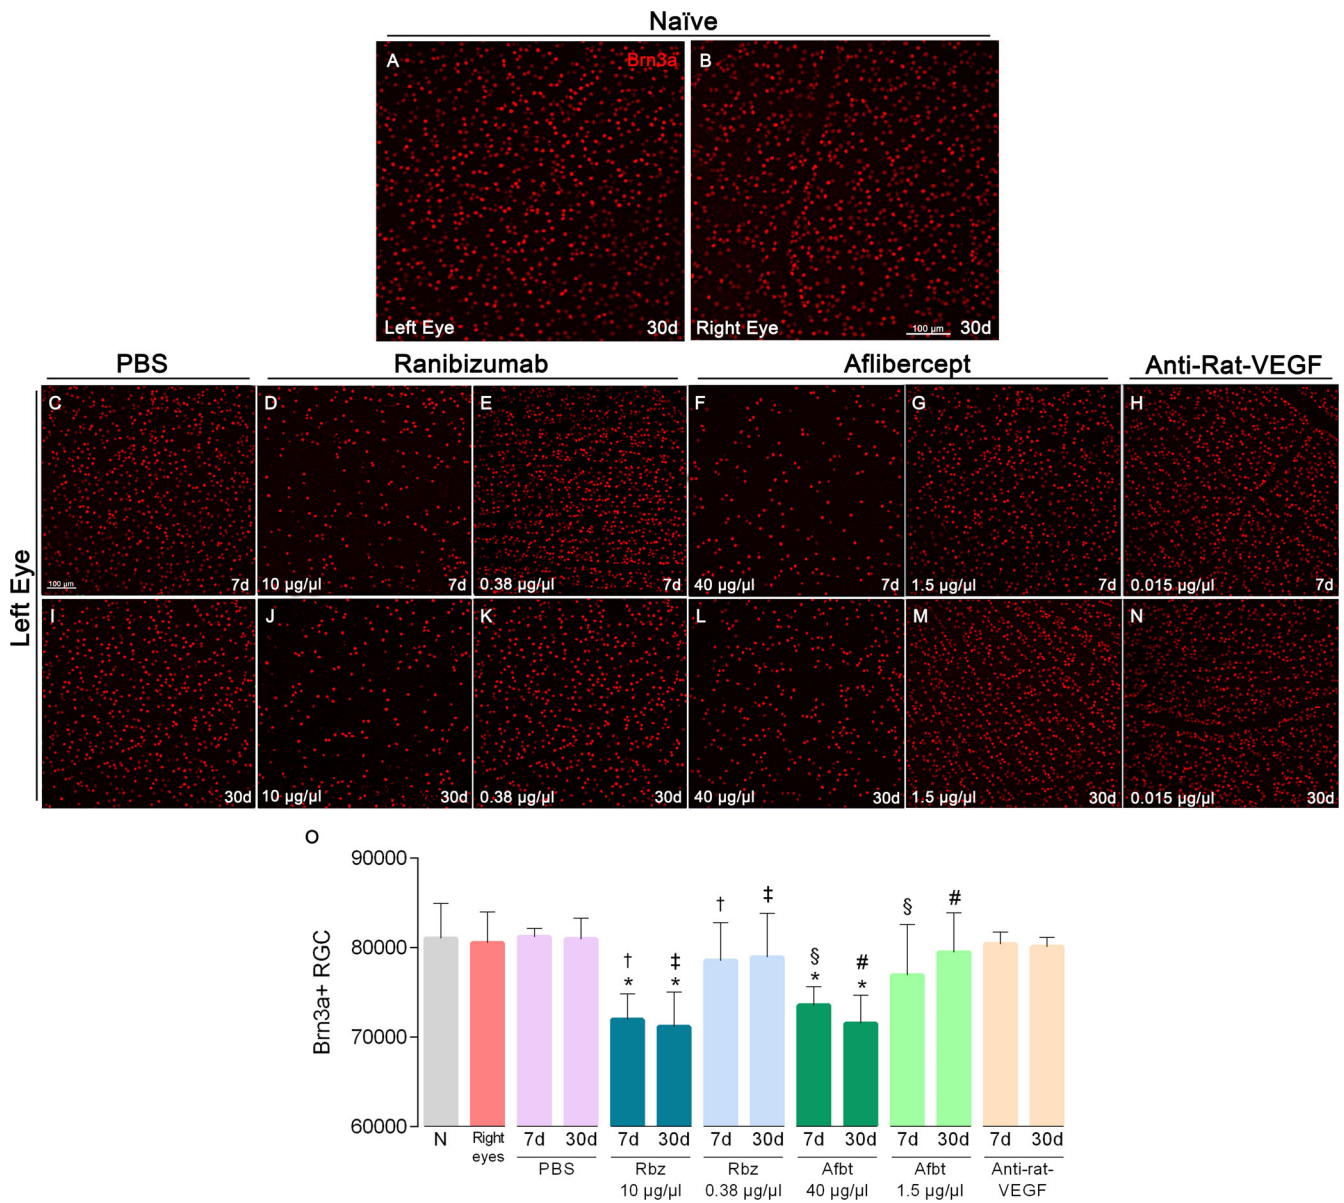 Naïve
A Brn3a B
Left Eye 30d Right Eye 100 µm 30d
PBS Ranibizumab Aflibercept Anti-Rat-VEGF
Left Eye
C D E F G H
100 µm 7d 10 µg/µl 7d 0.38 µg/µl 7d 40 µg/µl 7d 1.5 µg/µl 7d 0.015 µg/µl 7d
I J K L M N
30d 10 µg/µl 30d 0.38 µg/µl 30d 40 µg/µl 30d 1.5 µg/µl 30d 0.015 µg/µl 30d
O
Brn3a+ RGC
90000
80000
70000
60000
† ‡ † ‡ § # § #
* * * *
N Right eyes 7d 30d 7d 30d 7d 30d 7d 30d 7d 30d 7d 30d
PBS Rbz Rbz Afbt Afbt Anti-rat-
10 µg/µl 0.38 µg/µl 40 µg/µl 1.5 µg/µl VEGF